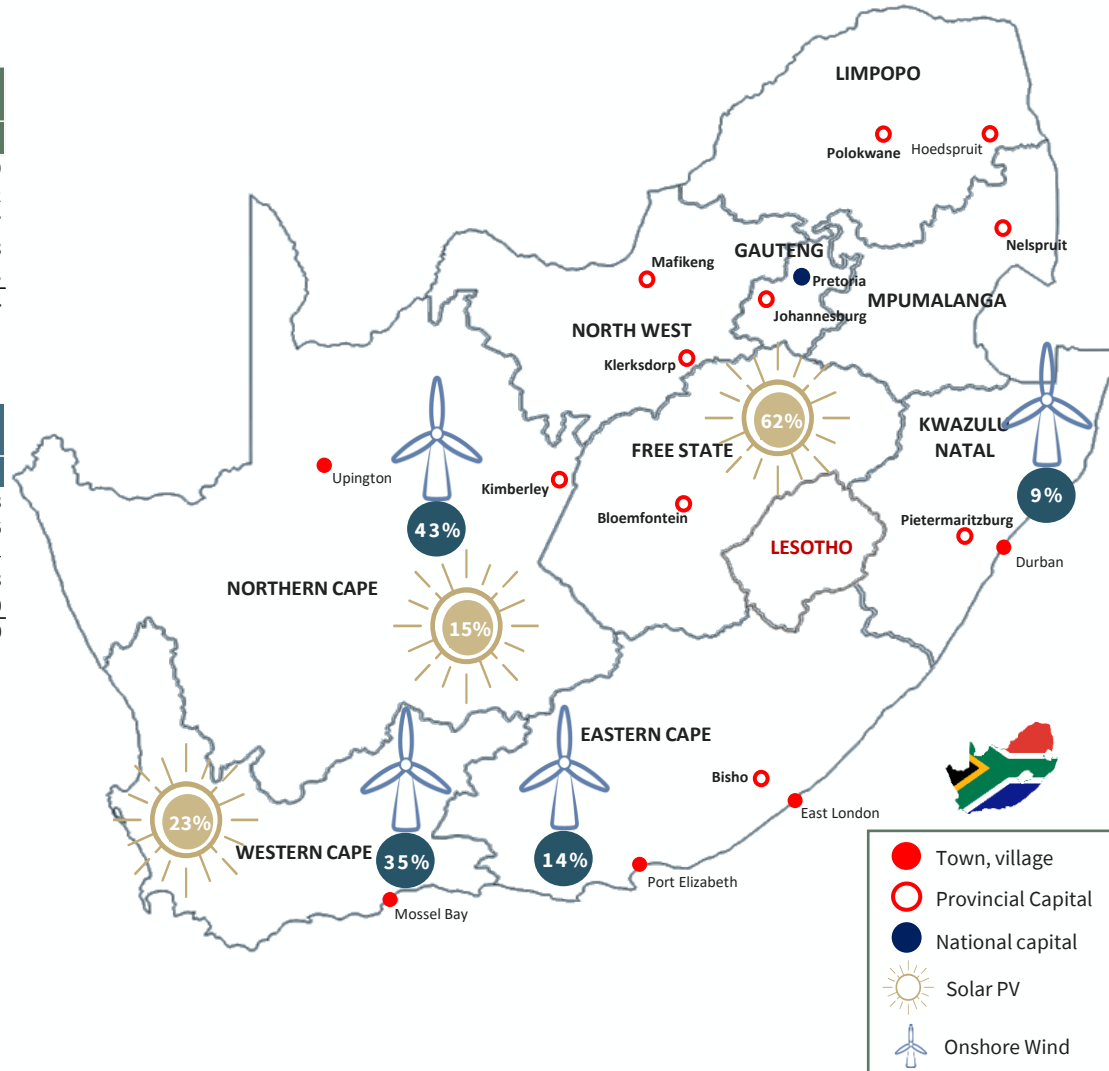 LIMPOPO
Polokwane
Hoedspruit
Nelspruit
GAUTENG
Mafikeng
Pretoria
MPUMALANGA
Johannesburg
NORTH WEST
Klerksdorp
62%
KWAZULU
NATAL
FREE STATE
Upington
Kimberley
9%
Bloemfontein
Pietermaritzburg
43%
LESOTHO
Durban
NORTHERN CAPE
15%
EASTERN CAPE
Bisho
East London
23%
WESTERN CAPE
35%
14%
Port Elizabeth
Mossel Bay
Town, village
Provincial Capital
National capital
Solar PV
Onshore Wind